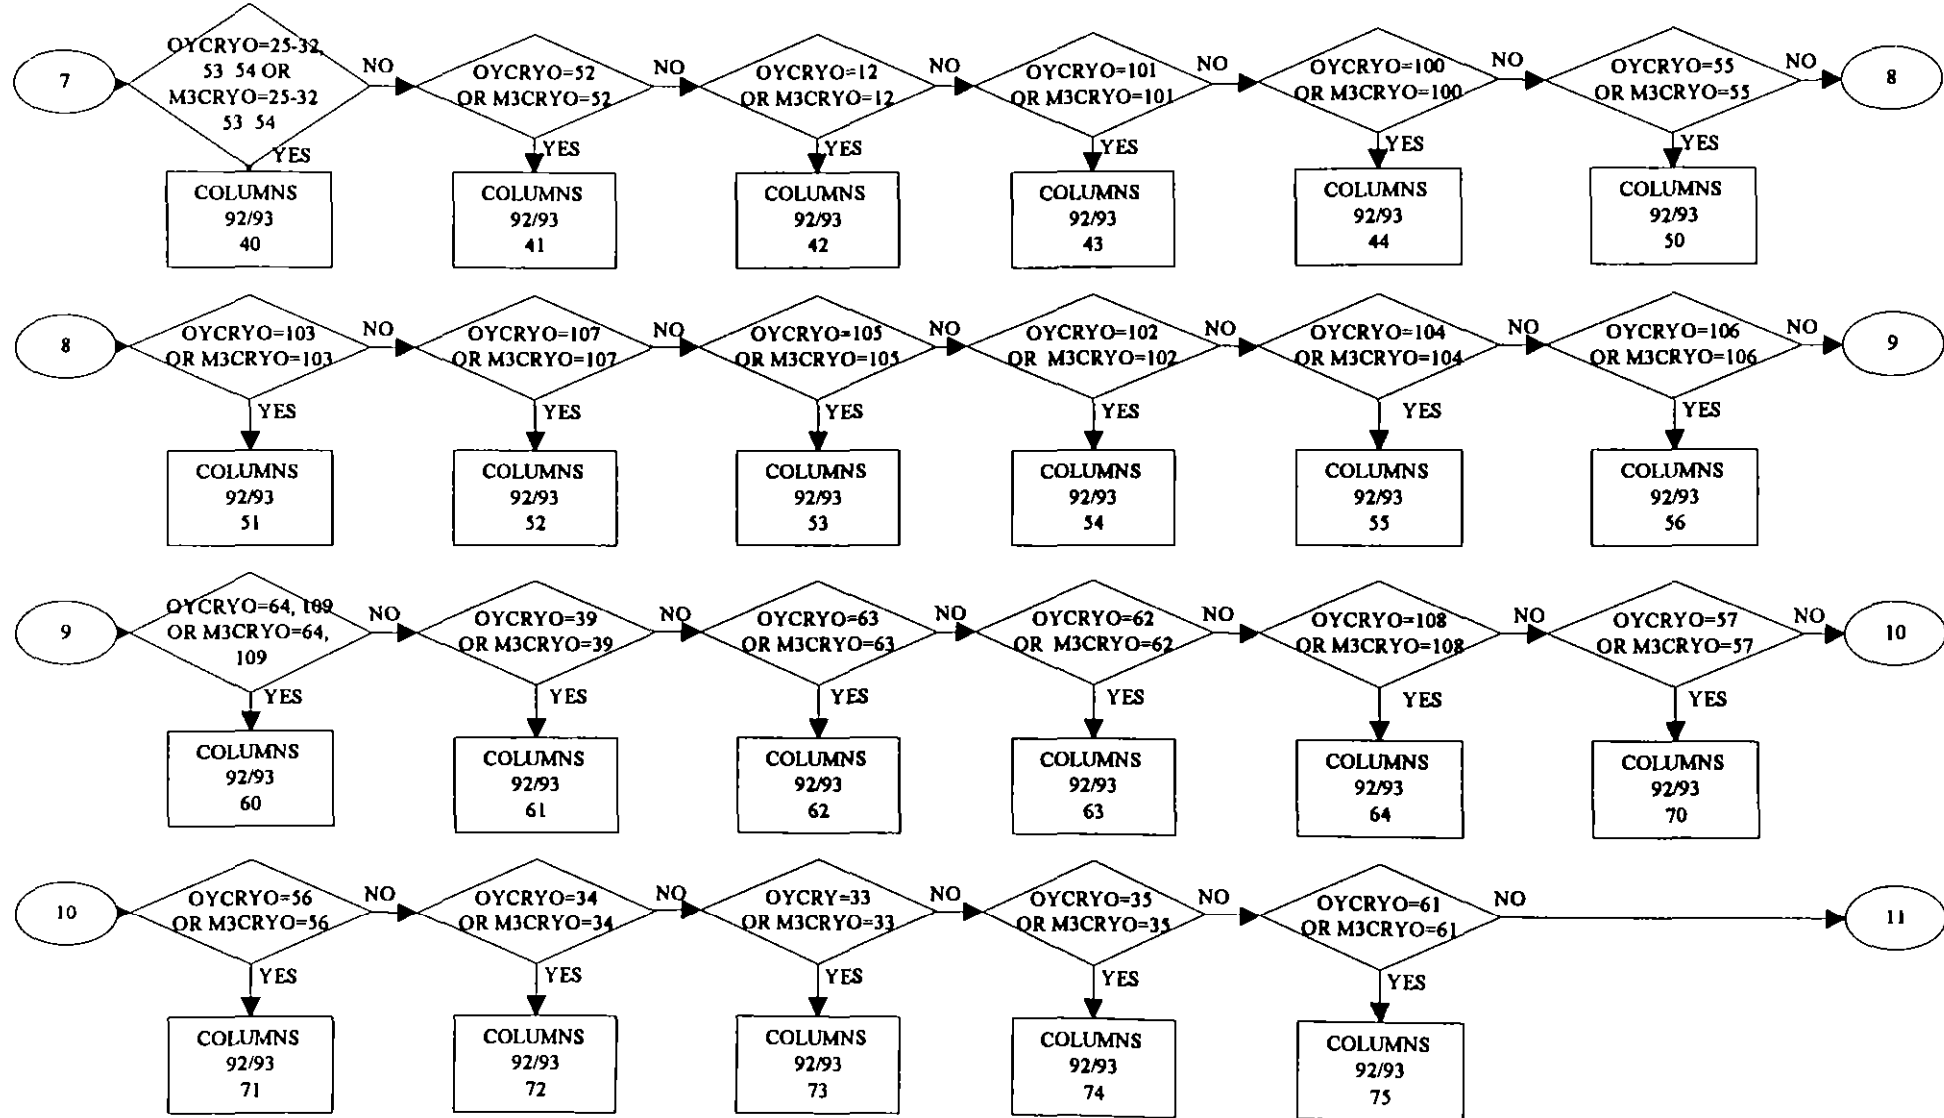 7
OYCRYO=25-32,
53 54 OR
M3CRYO=25-32
53 54
NO
YES
COLUMNS
92/93
40
OYCRYO=52
OR M3CRYO=52
NO
YES
COLUMNS
92/93
41
OYCRYO=12
OR M3CRYO=12
NO
YES
COLUMNS
92/93
42
OYCRYO=101
OR M3CRYO=101
NO
YES
COLUMNS
92/93
43
OYCRYO=100
OR M3CRYO=100
NO
YES
COLUMNS
92/93
44
OYCRYO=55
OR M3CRYO=55
NO
YES
COLUMNS
92/93
50
8
8
OYCRYO=103
OR M3CRYO=103
NO
YES
COLUMNS
92/93
51
OYCRYO=107
OR M3CRYO=107
NO
YES
COLUMNS
92/93
52
OYCRYO=105
OR M3CRYO=105
NO
YES
COLUMNS
92/93
53
OYCRYO=102
OR M3CRYO=102
NO
YES
COLUMNS
92/93
54
OYCRYO=104
OR M3CRYO=104
NO
YES
COLUMNS
92/93
55
OYCRYO=106
OR M3CRYO=106
NO
YES
COLUMNS
92/93
56
9
9
OYCRYO=64, 109
OR M3CRYO=64,
109
NO
YES
COLUMNS
92/93
60
OYCRYO=39
OR M3CRYO=39
NO
YES
COLUMNS
92/93
61
OYCRYO=63
OR M3CRYO=63
NO
YES
COLUMNS
92/93
62
OYCRYO=62
OR M3CRYO=62
NO
YES
COLUMNS
92/93
63
OYCRYO=108
OR M3CRYO=108
NO
YES
COLUMNS
92/93
64
OYCRYO=57
OR M3CRYO=57
NO
YES
COLUMNS
92/93
70
10
10
OYCRYO=56
OR M3CRYO=56
NO
YES
COLUMNS
92/93
71
OYCRYO=34
OR M3CRYO=34
NO
YES
COLUMNS
92/93
72
OYCRY=33
OR M3CRYO=33
NO
YES
COLUMNS
92/93
73
OYCRYO=35
OR M3CRYO=35
NO
YES
COLUMNS
92/93
74
OYCRYO=61
OR M3CRYO=61
NO
YES
COLUMNS
92/93
75
11